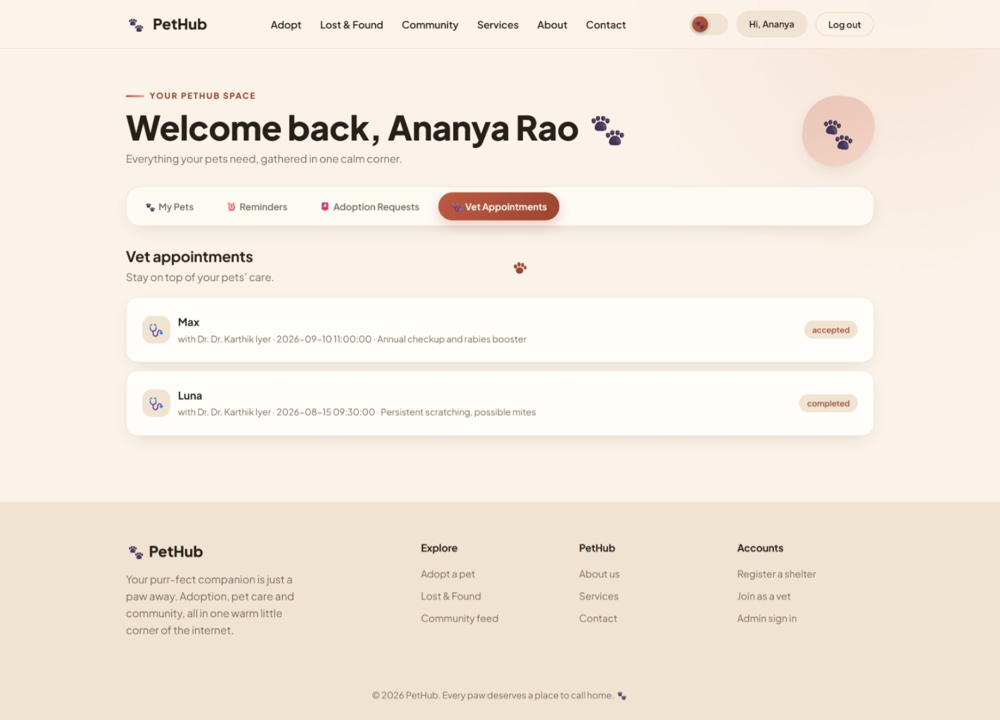 PetHub
Adopt Lost & Found Community Services About Contact
Hi, Ananya
Log out
YOUR PETHUB SPACE
Welcome back, Ananya Rao
Everything your pets need, gathered in one calm corner.
My Pets Reminders Adoption Requests Vet Appointments
Vet appointments
Stay on top of your pets’ care.
Max
with Dr. Dr. Karthik Iyer · 2026-09-10 11:00:00 · Annual checkup and rabies booster
accepted
Luna
with Dr. Dr. Karthik Iyer · 2026-08-15 09:30:00 · Persistent scratching, possible mites
completed
PetHub
Your purr-fect companion is just a
paw away. Adoption, pet care and
community, all in one warm little
corner of the internet.
Explore
Adopt a pet
Lost & Found
Community feed
PetHub
About us
Services
Contact
Accounts
Register a shelter
Join as a vet
Admin sign in
© 2026 PetHub. Every paw deserves a place to call home.